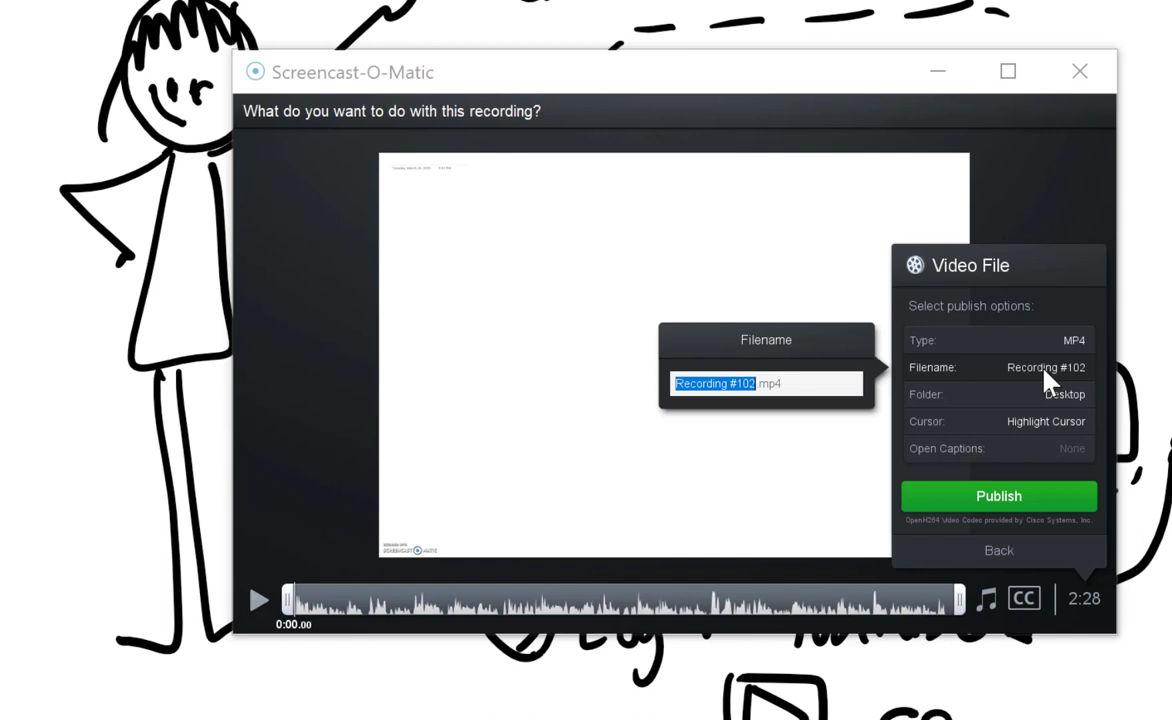 Screencast-O-Matic
What do you want to do with this recording?
Video File
Select publish options:
Type: MP4
Filename: Recording #102
Folder: Desktop
Cursor: Highlight Cursor
Open Captions: None
Publish
OpenH264 Video Codec provided by Cisco Systems, Inc.
Back
Filename
Recording #102.mp4
SCREENCAST-O-MATIC
CC
2:28
0:00.00